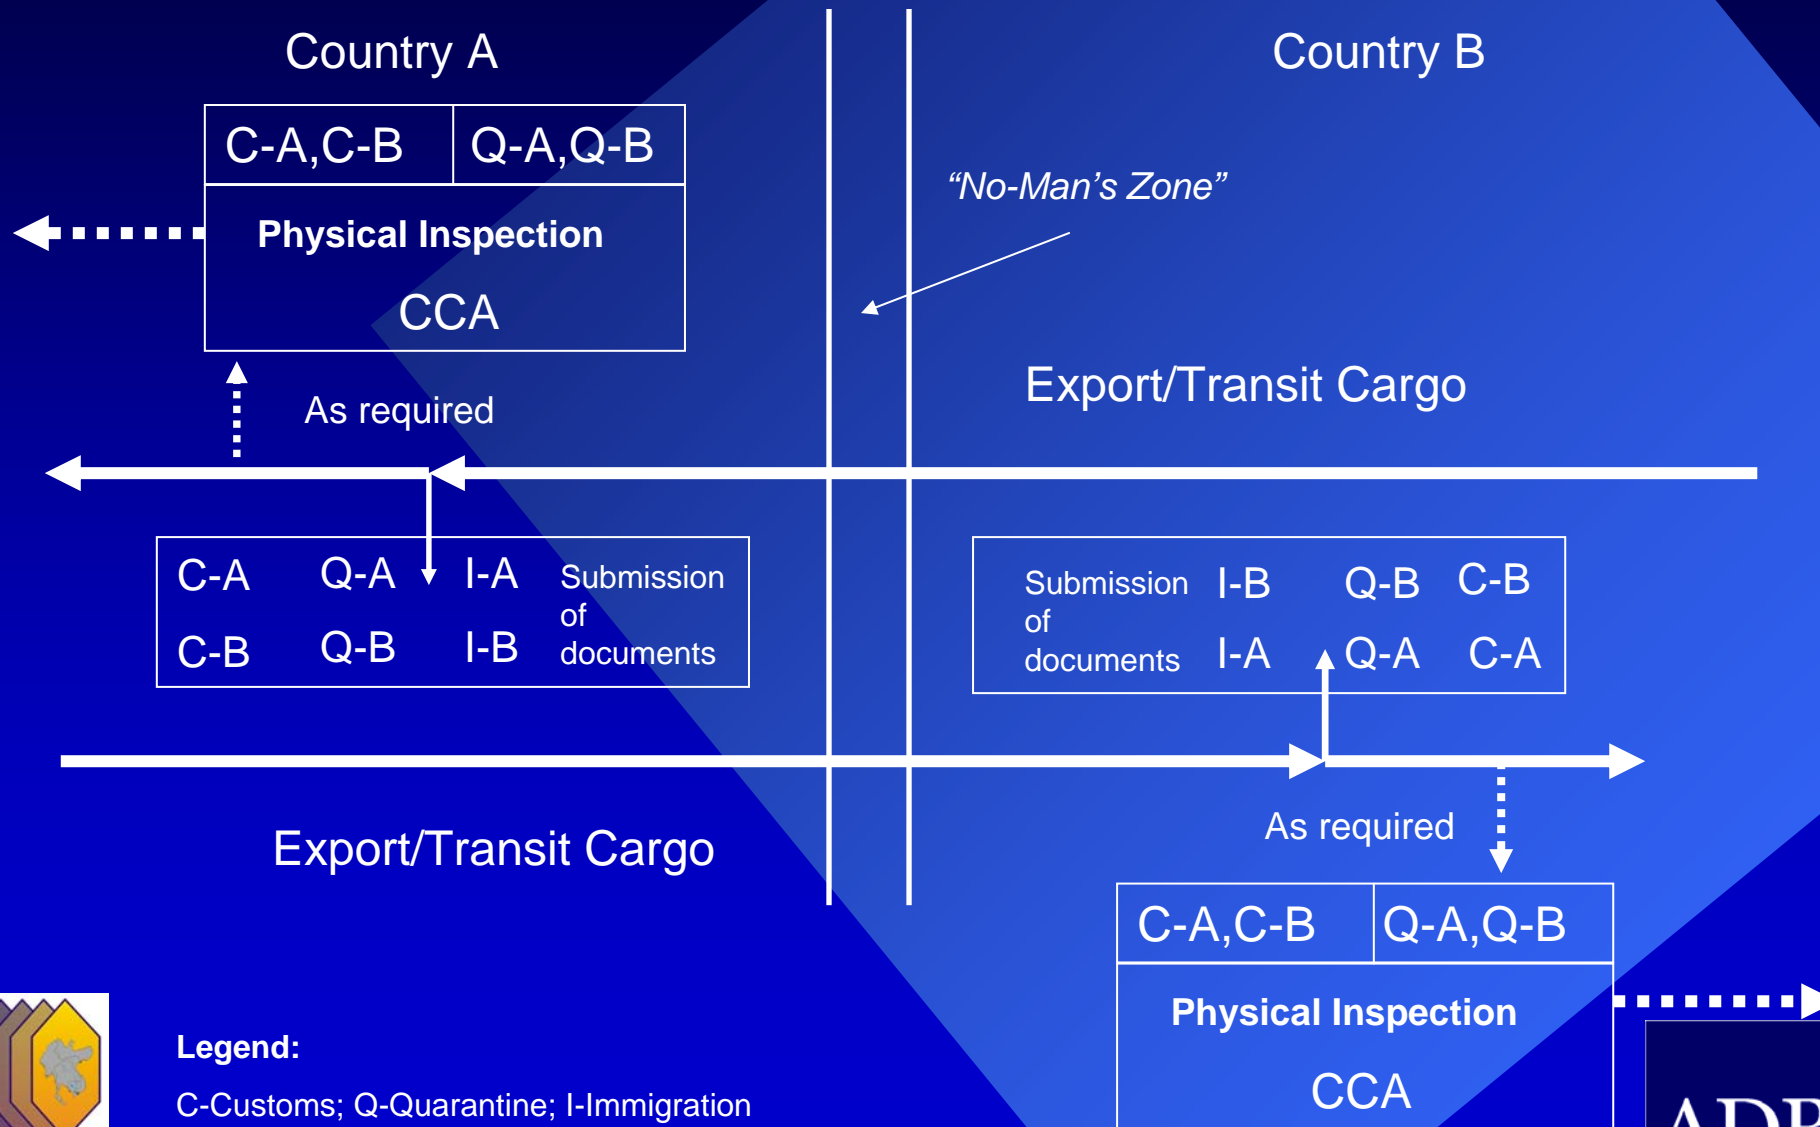 Country A
Country B
C-A,C-B
Q-A,Q-B
Physical Inspection
CCA
“No-Man’s Zone”
As required
Export/Transit Cargo
C-A
Q-A
I-A
Submission
of
documents
C-B
Q-B
I-B
Submission
of
documents
I-B
Q-B
C-B
I-A
Q-A
C-A
Export/Transit Cargo
As required
C-A,C-B
Q-A,Q-B
Physical Inspection
CCA
Legend:
C-Customs; Q-Quarantine; I-Immigration
ADB